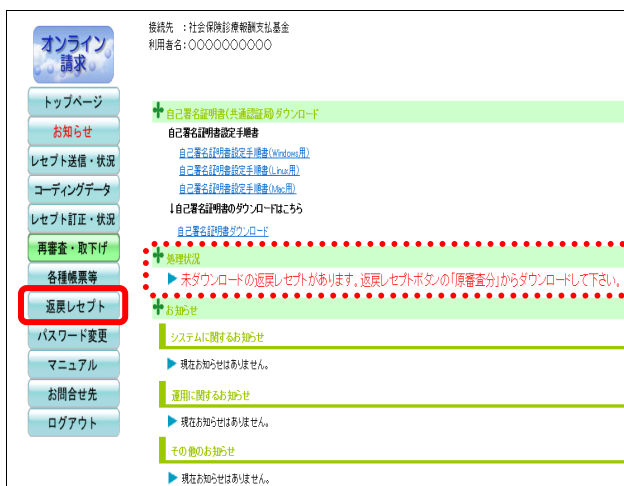 接続先 ：社会保険診療報酬支払基金
利用者名：○○○○○○○○○○
オンライン
請求
トップページ
お知らせ
レセプト送信・状況
コーディングデータ
レセプト訂正・状況
再審査・取下げ
各種帳票等
返戻レセプト
パスワード変更
マニュアル
お問合せ先
ログアウト
自己署名証明書(共通認証局)ダウンロード
自己署名証明書設定手順書
自己署名証明書設定手順書(Windows用)
自己署名証明書設定手順書(Linux用)
自己署名証明書設定手順書(Mac用)
↓自己署名証明書のダウンロードはこちら
自己署名証明書ダウンロード
処理状況
未ダウンロードの返戻レセプトがあります。返戻レセプトボタンの「原審査分」からダウンロードして下さい。
お知らせ
システムに関するお知らせ
現在お知らせはありません。
運用に関するお知らせ
現在お知らせはありません。
その他のお知らせ
現在お知らせはありません。